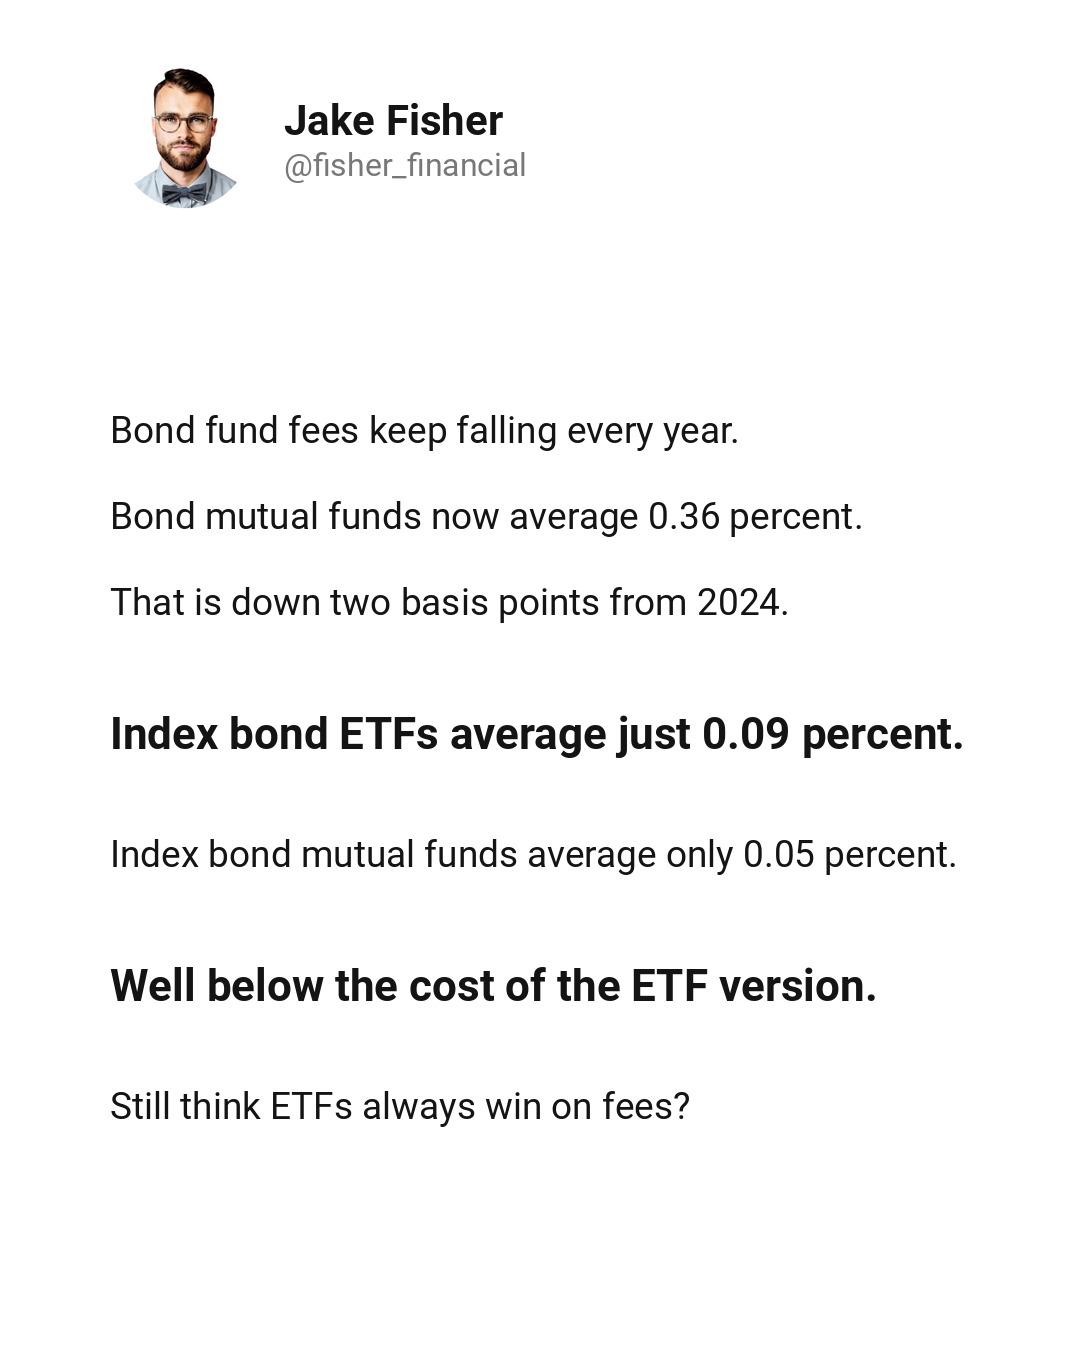 Jake Fisher
@fisher_financial
Bond fund fees keep falling every year.
Bond mutual funds now average 0.36 percent.
That is down two basis points from 2024.
Index bond ETFs average just 0.09 percent.
Index bond mutual funds average only 0.05 percent.
Well below the cost of the ETF version.
Still think ETFs always win on fees?